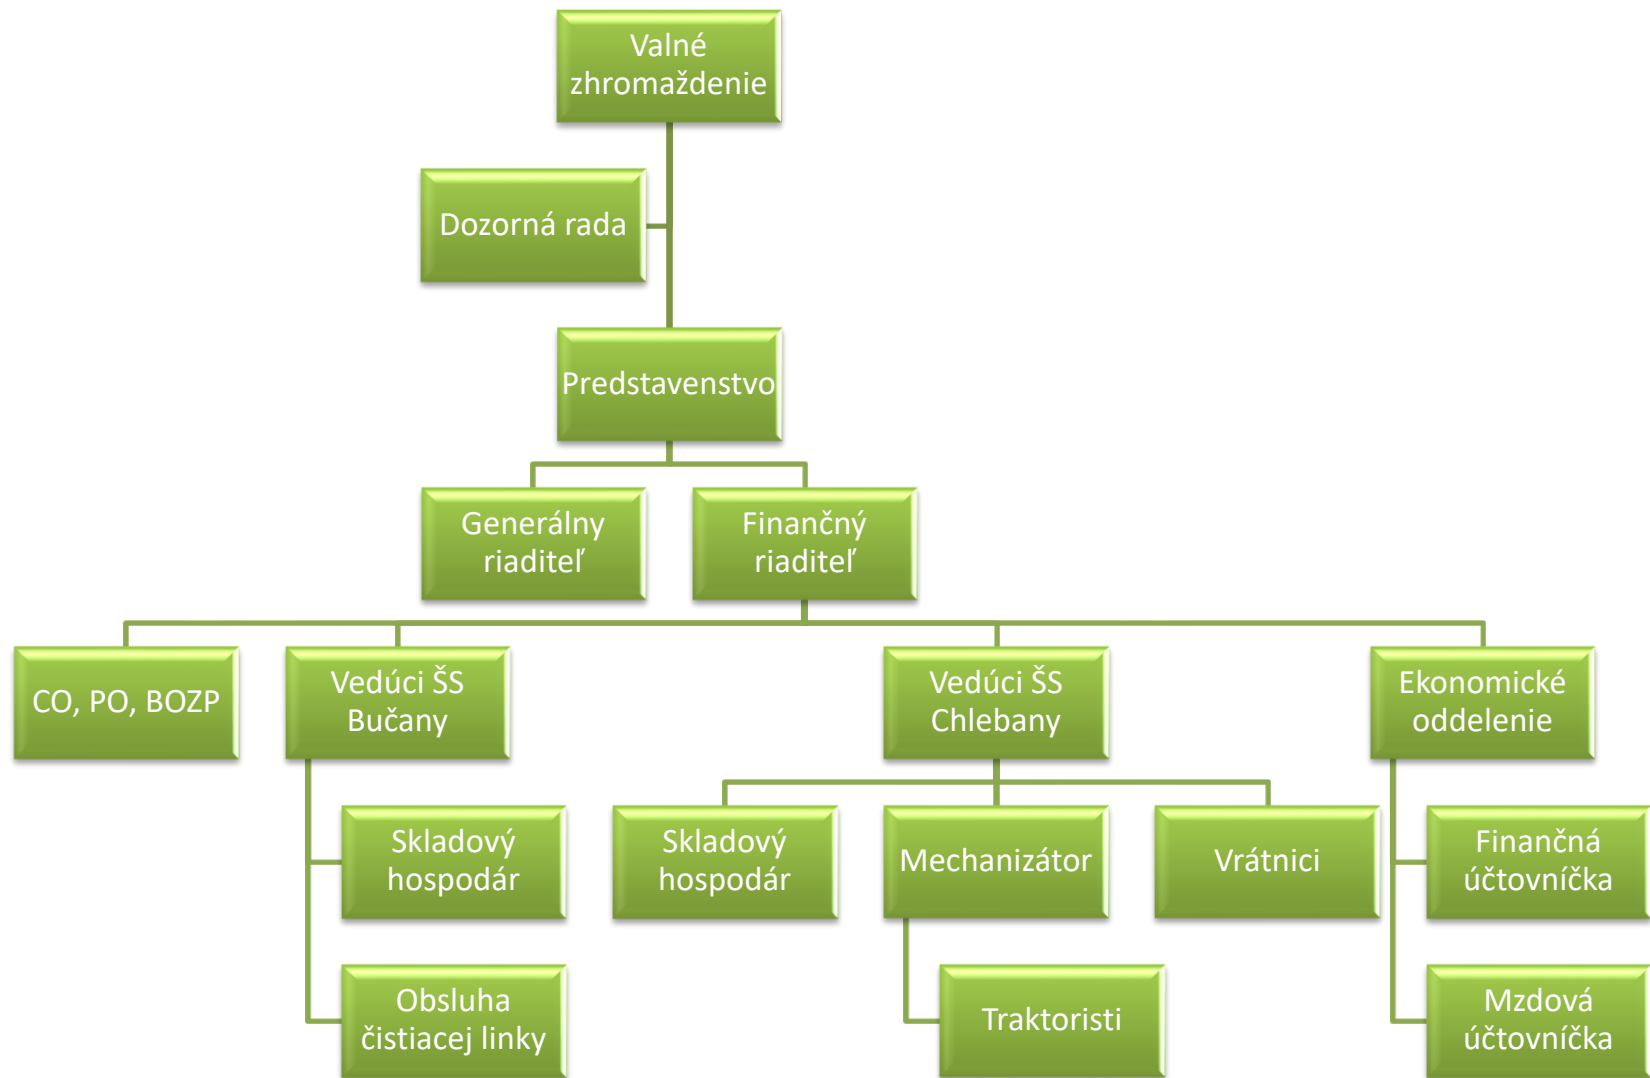 Valné
zhromaždenie
Dozorná rada
Predstavenstvo
Generálny
riaditeľ
Finančný
riaditeľ
CO, PO, BOZP
Vedúci ŠS
Bučany
Vedúci ŠS
Chlebany
Ekonomické
oddelenie
Skladový
hospodár
Skladový
hospodár
Mechanizátor
Vrátnici
Finančná
účtovníčka
Obsluha
čistiacej linky
Traktoristi
Mzdová
účtovníčka